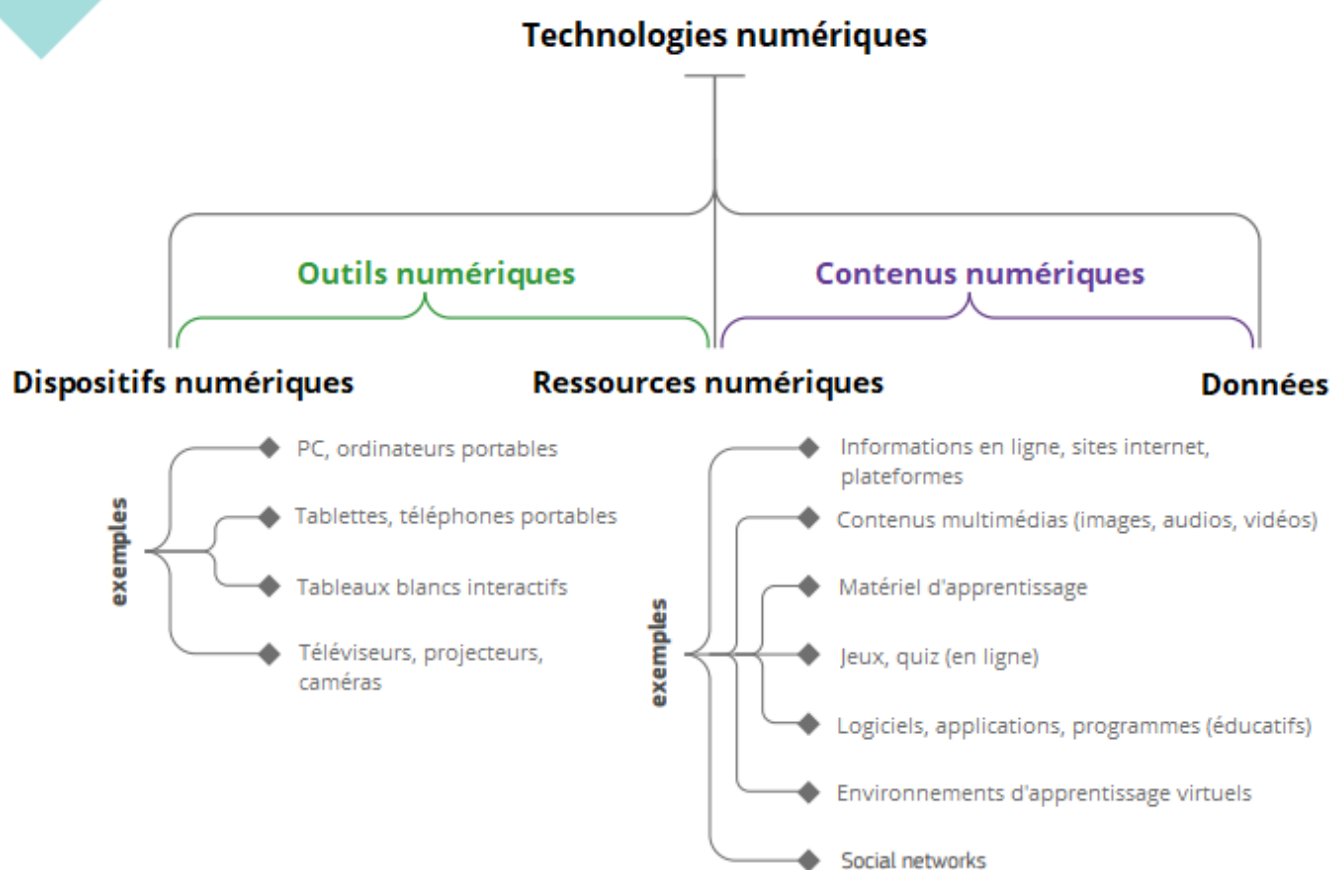 Technologies numériques
Outils numériques
Contenus numériques
Dispositifs numériques
Ressources numériques
Données
exemples
PC, ordinateurs portables
Tablettes, téléphones portables
Tableaux blancs interactifs
Téléviseurs, projecteurs,
caméras
exemples
Informations en ligne, sites internet,
plateformes
Contenus multimédias (images, audios, vidéos)
Matériel d'apprentissage
Jeux, quiz (en ligne)
Logiciels, applications, programmes (éducatifs)
Environnements d'apprentissage virtuels
Social networks